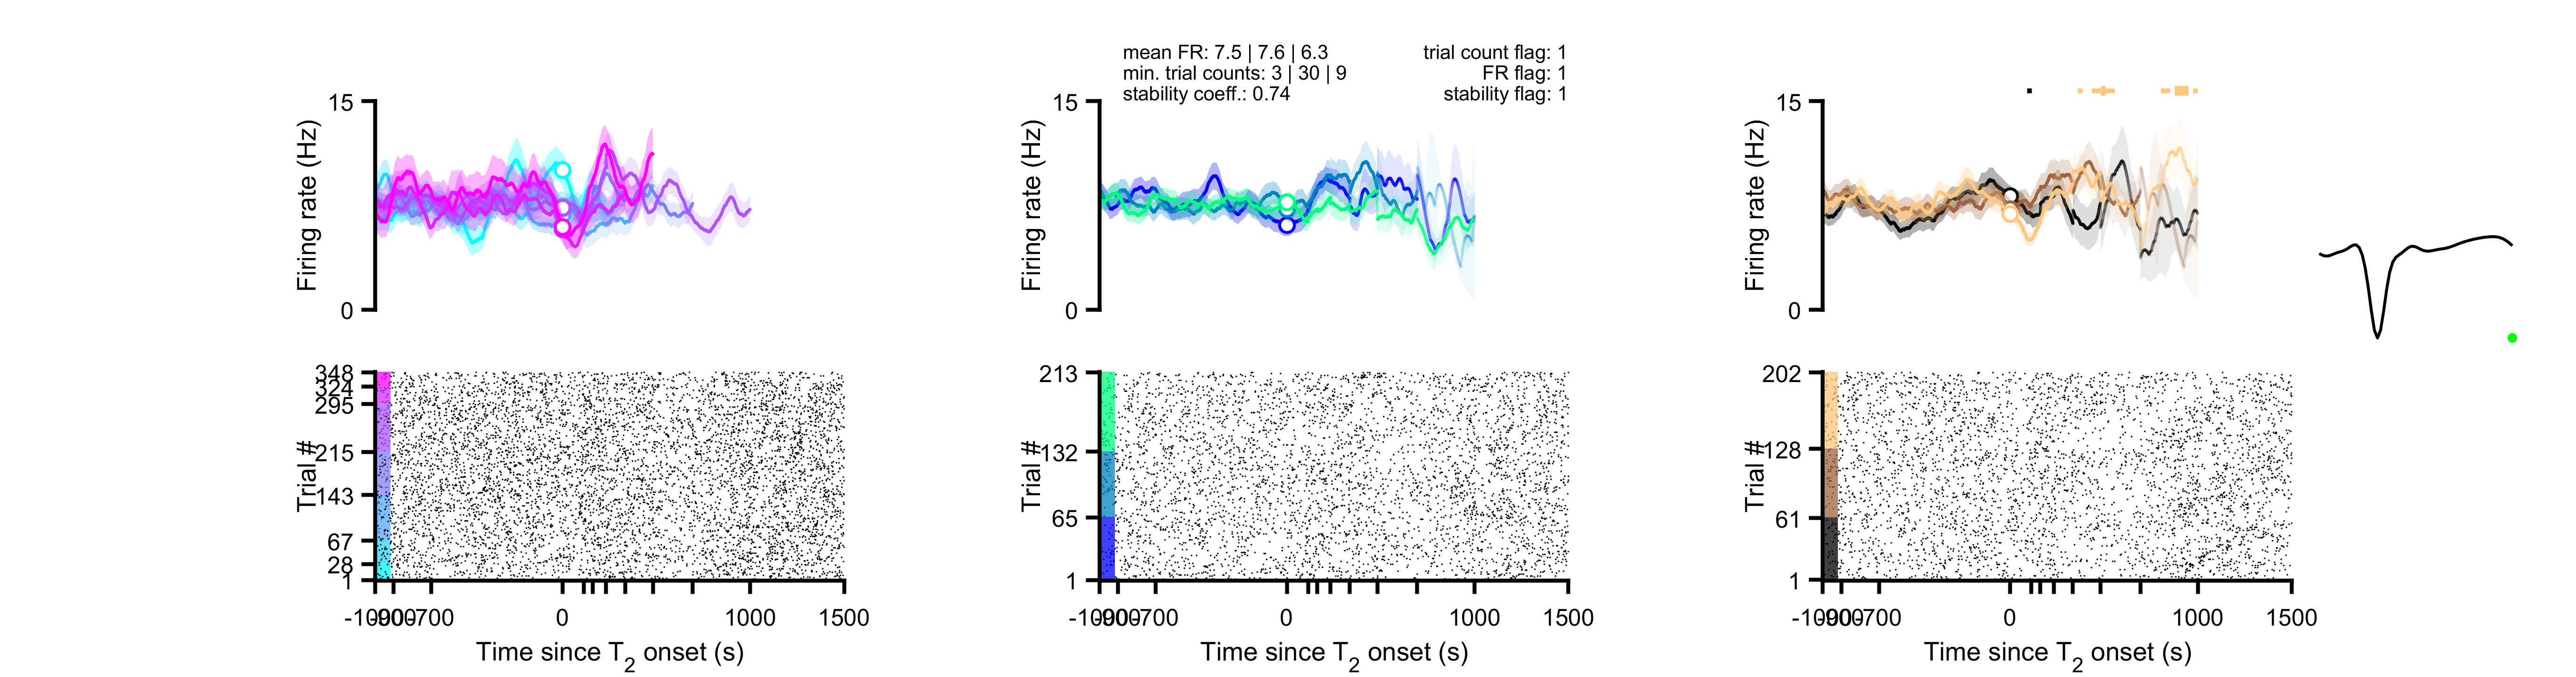 mean FR: 7.5 | 7.6 | 6.3
min. trial counts: 3 | 30 | 9
stability coeff.: 0.74
trial count flag: 1
FR flag: 1
stability flag: 1
15
Firing rate (Hz)
0
15
Firing rate (Hz)
0
15
Firing rate (Hz)
0
348
324
295
215
143
67
28
1
Trial #
0
1000
1500
Time since T2 onset (s)
213
132
65
1
Trial #
0
1000
1500
Time since T2 onset (s)
202
128
61
1
Trial #
0
1000
1500
Time since T2 onset (s)